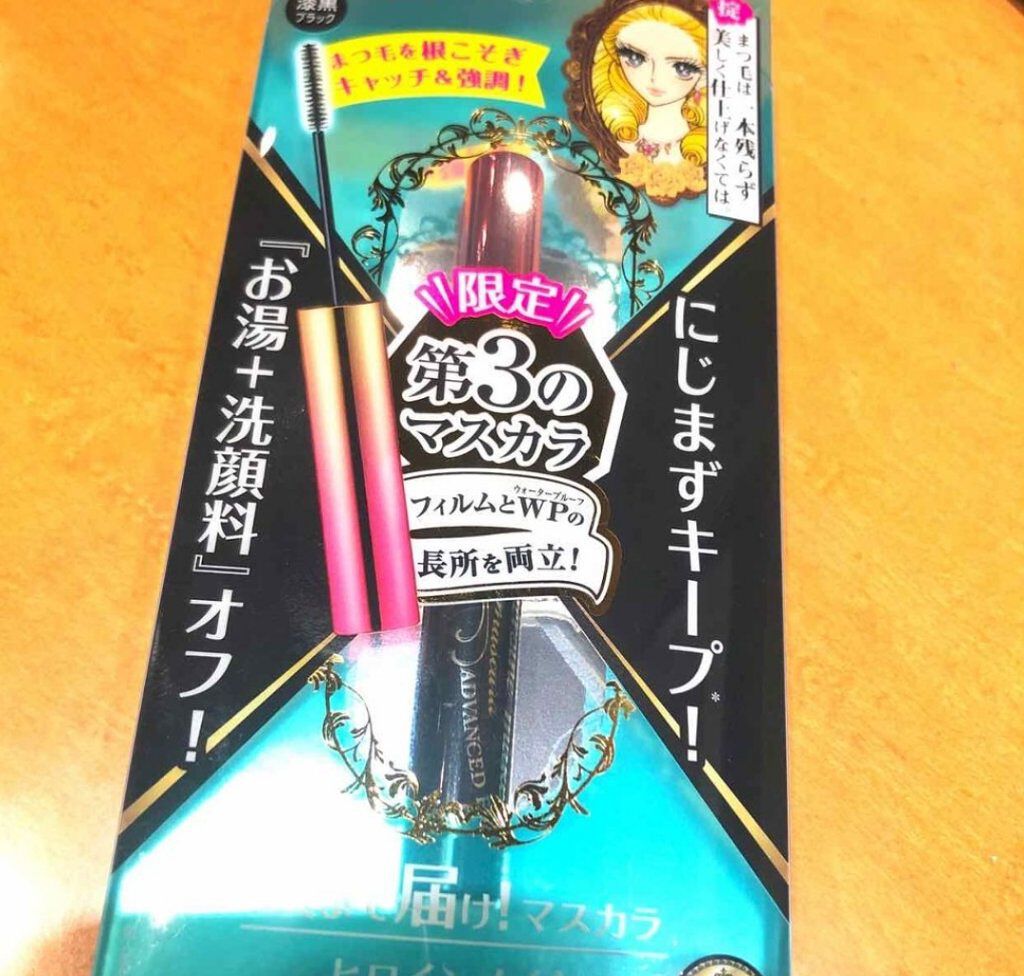 漆黒
ブラック
まつ毛を根こそぎ
キャッチ&強調!
掟
まつ毛は一本残らず
美しく仕上げなくては
限定
第3の
マスカラ
ウォータープルーフ
フィルムとWPの
長所を両立!
にじまずキープ!*
『お湯+洗顔料』オフ!
ADVANCED
届け!マスカラ